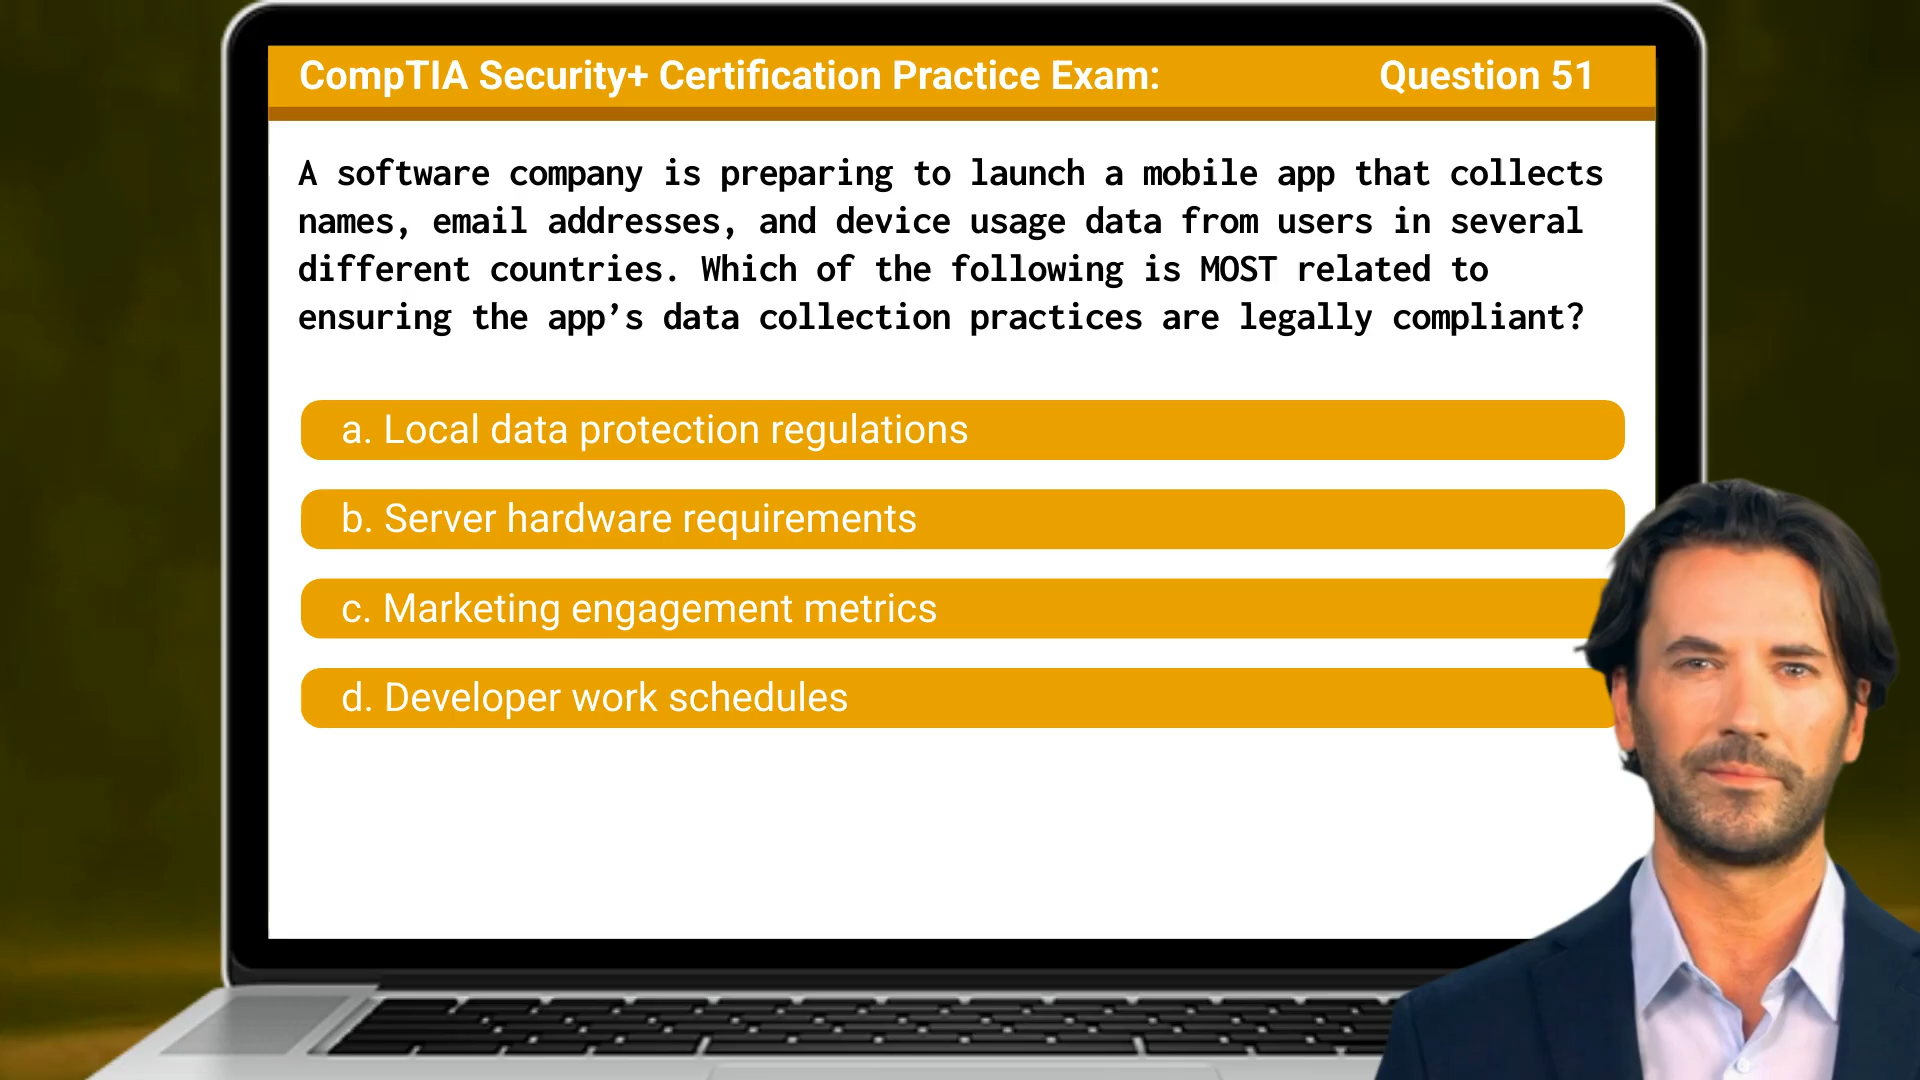 CompTIA Security+ Certification Practice Exam: Question 51
A software company is preparing to launch a mobile app that collects
names, email addresses, and device usage data from users in several
different countries. Which of the following is MOST related to
ensuring the app’s data collection practices are legally compliant?
a. Local data protection regulations
b. Server hardware requirements
c. Marketing engagement metrics
d. Developer work schedules